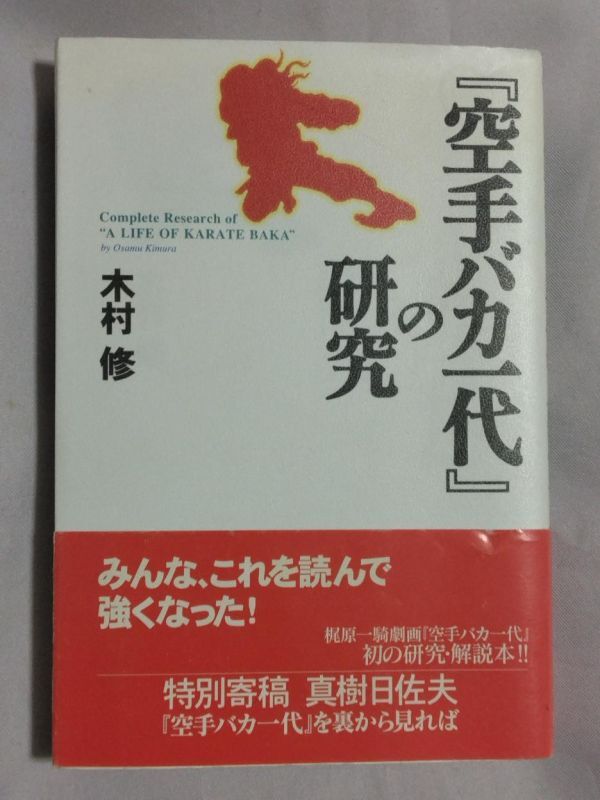 『空手バカ一代』
の
研究
Complete Research of
"A LIFE OF KARATE BAKA"
by Osamu Kimura
木村 修
みんな、これを読んで
強くなった!
梶原一騎劇画『空手バカ一代』
初の研究・解説本!!
特別寄稿 真樹日佐夫
『空手バカ一代』を裏から見れば